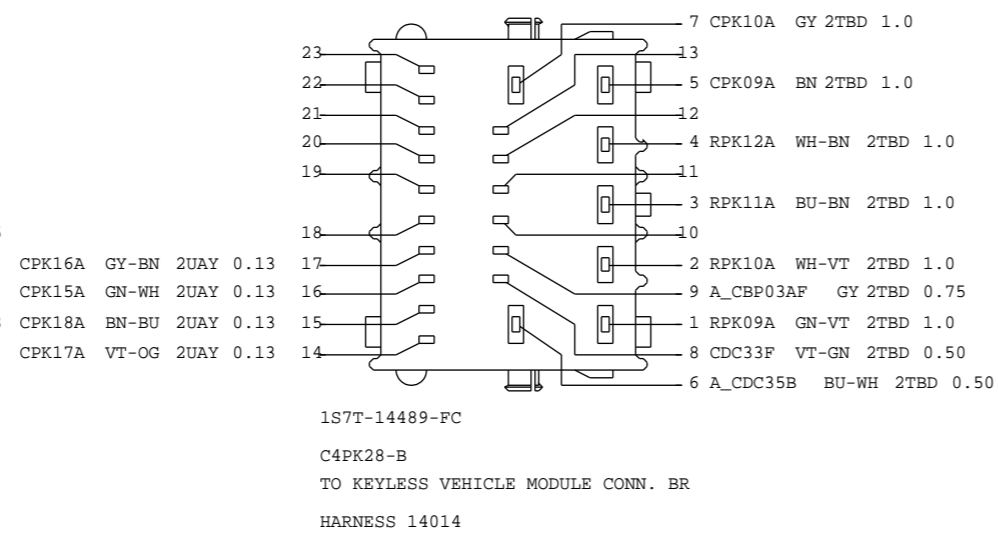 7 CPK10A GY 2TBD 1.0
23
13
22
5 CPK09A BN 2TBD 1.0
21
12
20
4 RPK12A WH-BN 2TBD 1.0
19
11
3 RPK11A BU-BN 2TBD 1.0
18
10
CPK16A GY-BN 2UAY 0.13 17
2 RPK10A WH-VT 2TBD 1.0
CPK15A GN-WH 2UAY 0.13 16
9 A_CBP03AF GY 2TBD 0.75
CPK18A BN-BU 2UAY 0.13 15
1 RPK09A GN-VT 2TBD 1.0
CPK17A VT-OG 2UAY 0.13 14
8 CDC33F VT-GN 2TBD 0.50
6 A_CDC35B BU-WH 2TBD 0.50
1S7T-14489-FC
C4PK28-B
TO KEYLESS VEHICLE MODULE CONN. BR
HARNESS 14014